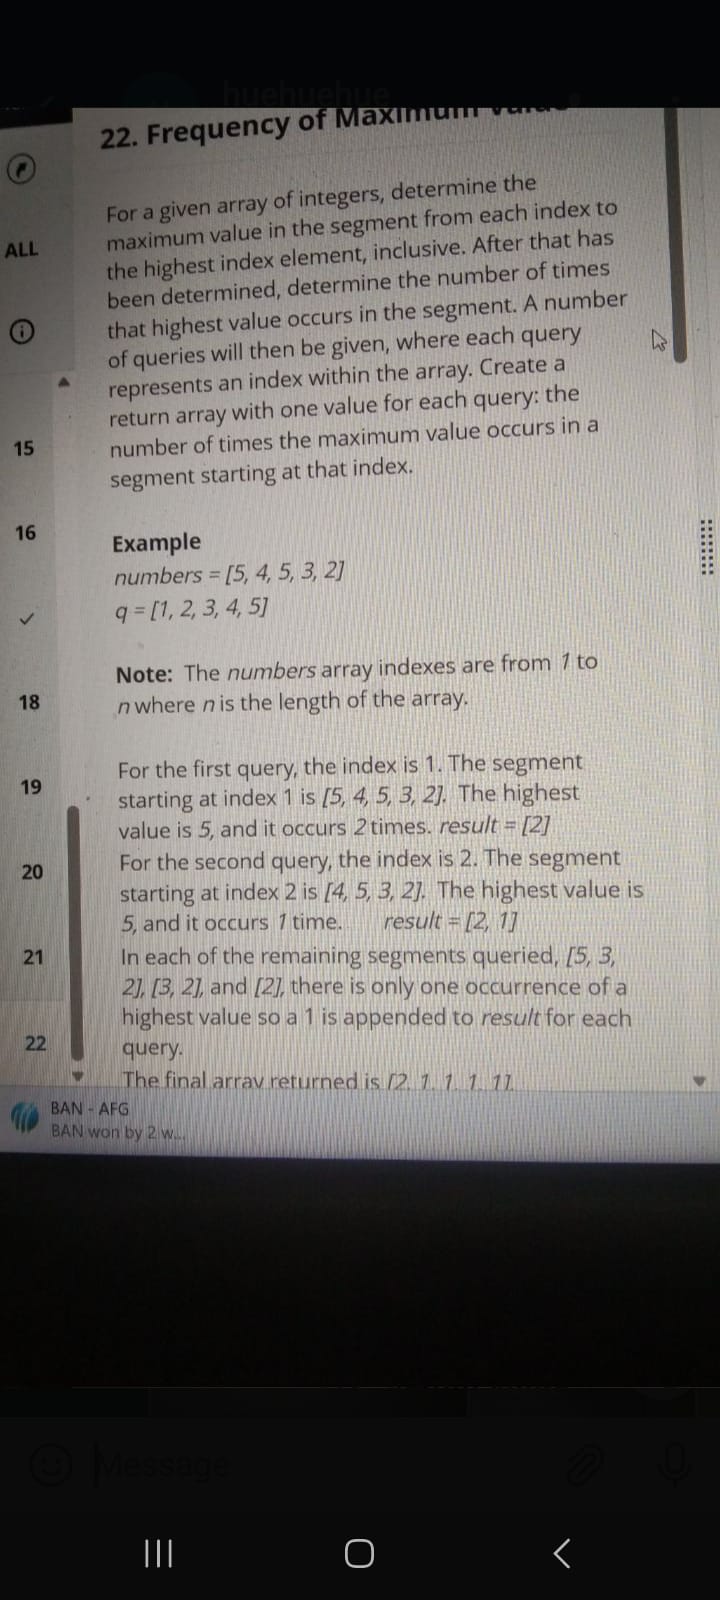 huehuehue
22. Frequency of Maximum Value
For a given array of integers, determine the
maximum value in the segment from each index to
the highest index element, inclusive. After that has
been determined, determine the number of times
that highest value occurs in the segment. A number
of queries will then be given, where each query
represents an index within the array. Create a
return array with one value for each query: the
number of times the maximum value occurs in a
segment starting at that index.
ALL
15
16
18
19
20
21
22
Example
numbers = [5, 4, 5, 3, 2]
q = [1, 2, 3, 4, 5]
Note: The numbers array indexes are from 1 to
n where n is the length of the array.
For the first query, the index is 1. The segment
starting at index 1 is [5, 4, 5, 3, 2]. The highest
value is 5, and it occurs 2 times. result = [2]
For the second query, the index is 2. The segment
starting at index 2 is [4, 5, 3, 2]. The highest value is
5, and it occurs 1 time. result = [2, 1]
In each of the remaining segments queried, [5, 3,
2], [3, 2], and [2], there is only one occurrence of a
highest value so a 1 is appended to result for each
query.
The final array returned is [2, 1, 1, 1, 1].
BAN - AFG
BAN won by 2 w...
Message